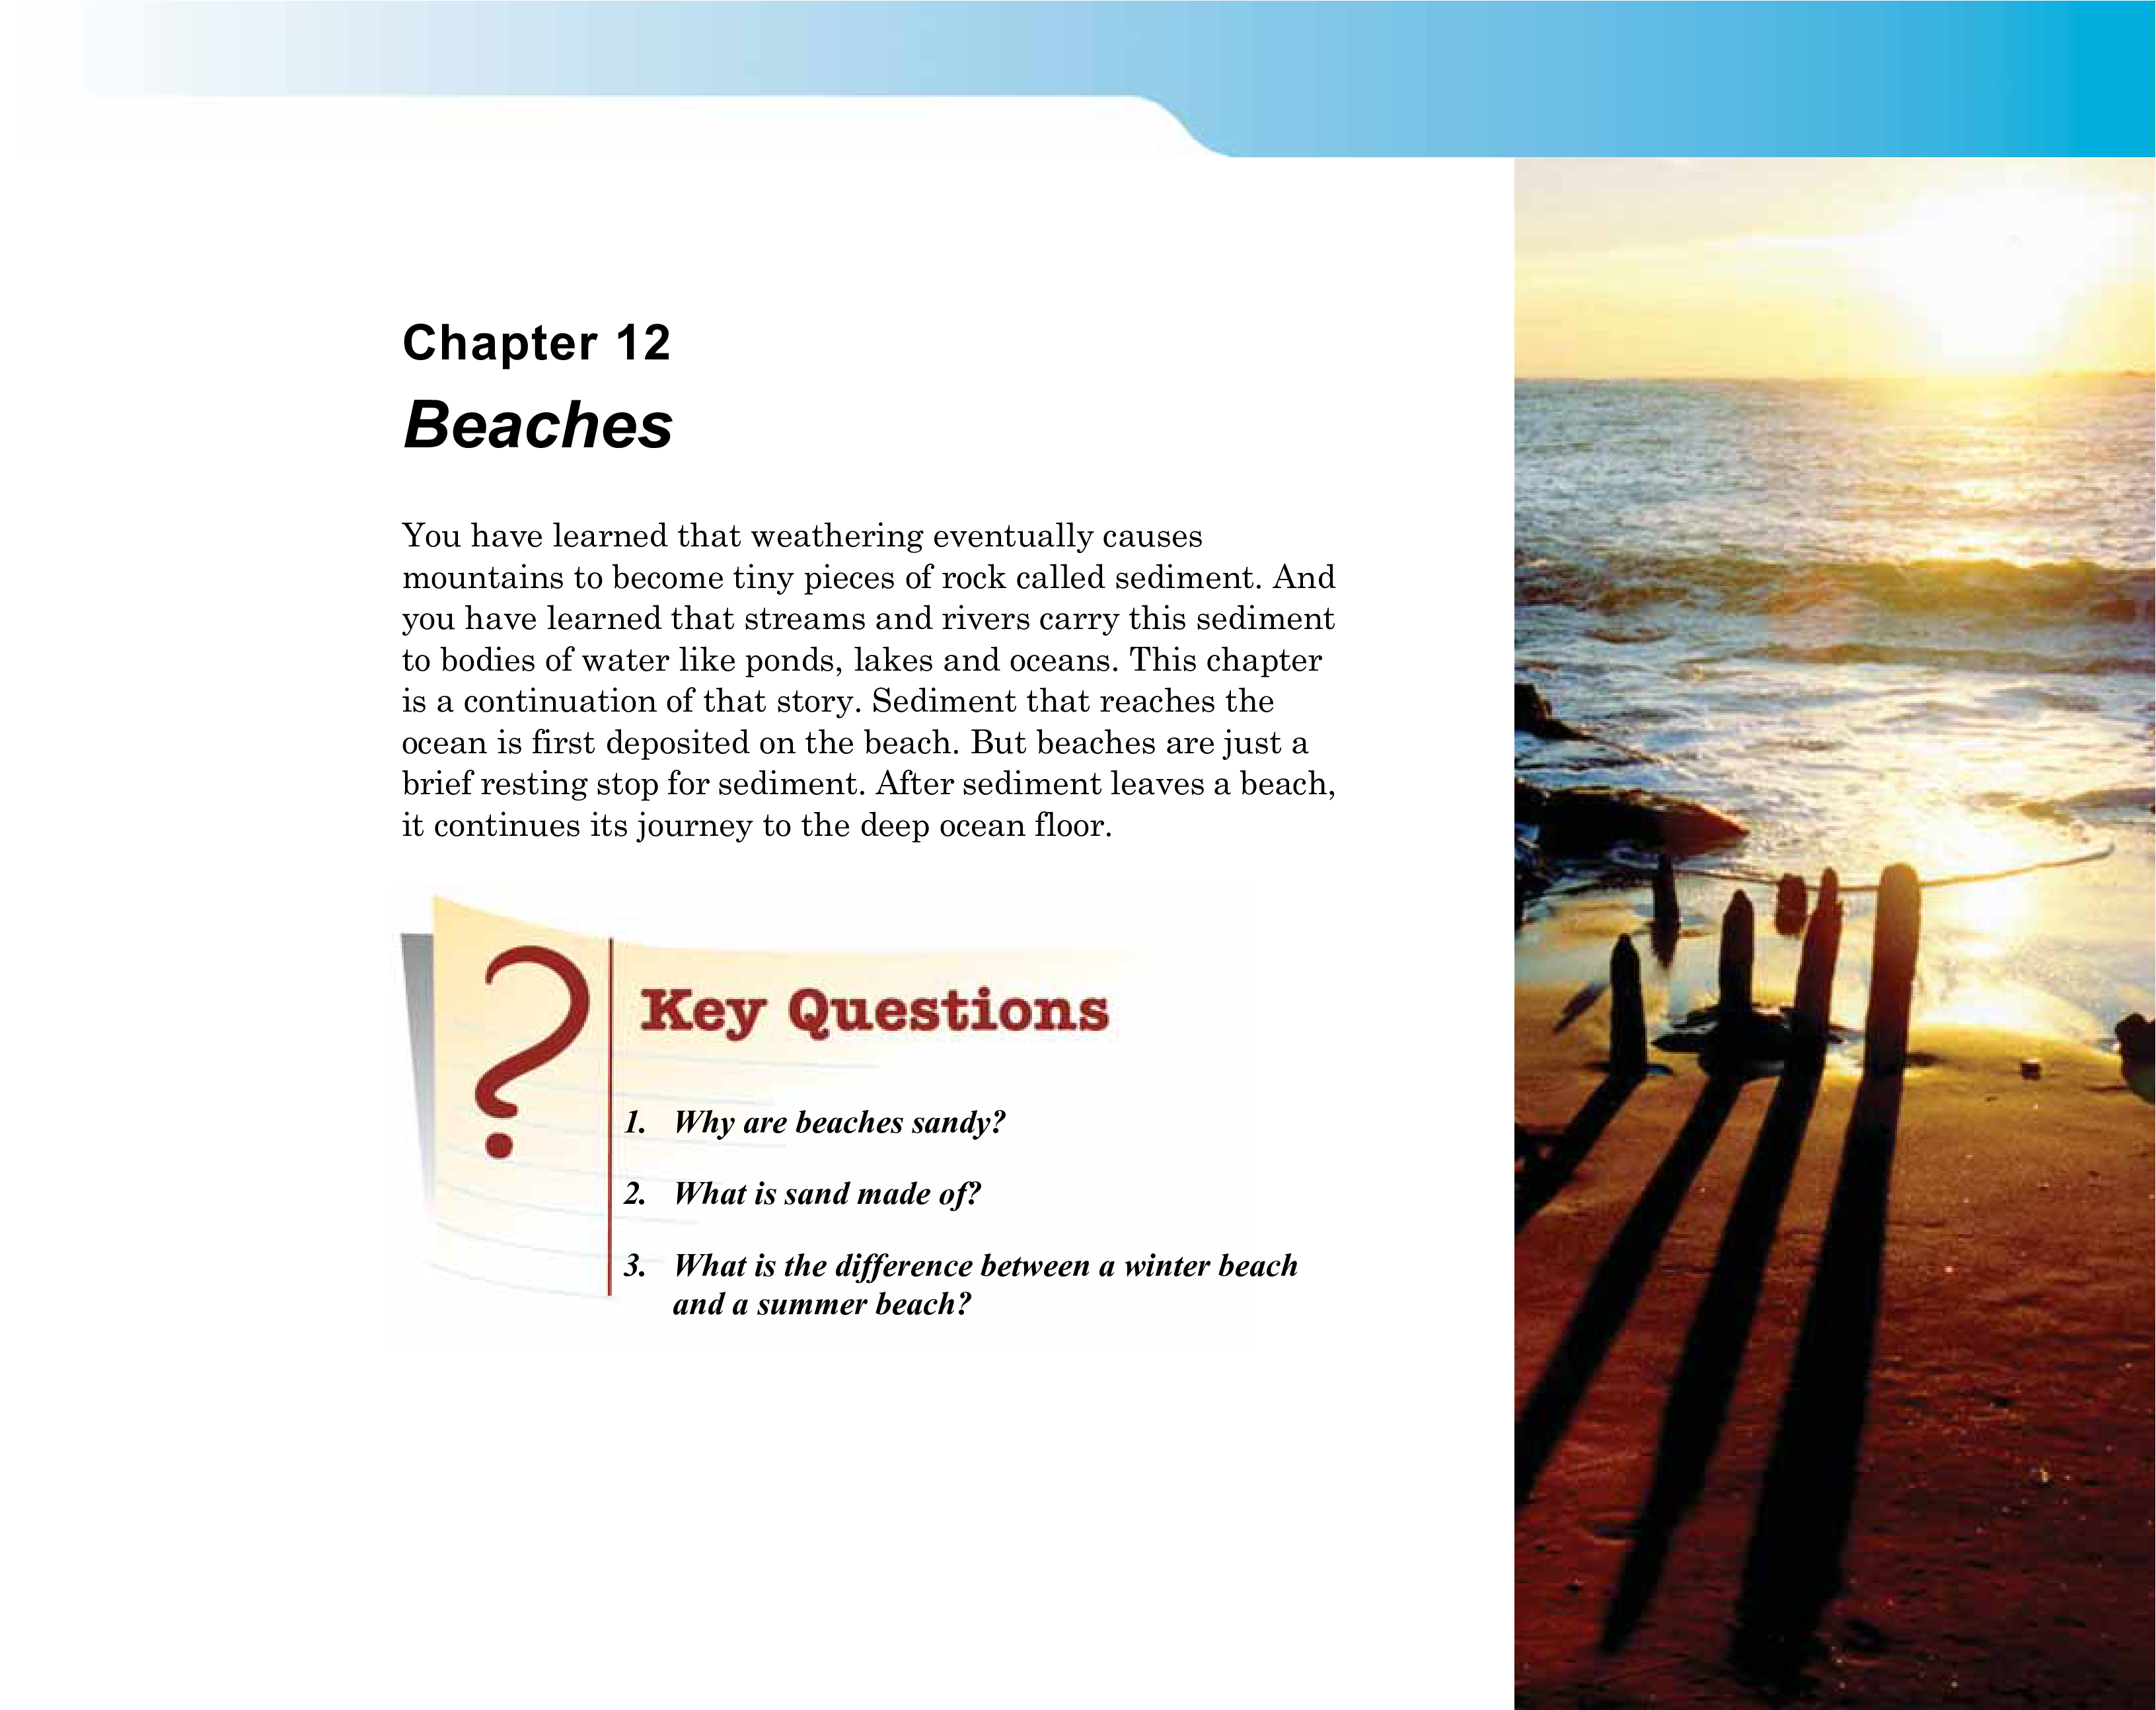 Chapter 12
Beaches
You have learned that weathering eventually causes
mountains to become tiny pieces of rock called sediment. And
you have learned that streams and rivers carry this sediment
to bodies of water like ponds, lakes and oceans. This chapter
is a continuation of that story. Sediment that reaches the
ocean is first deposited on the beach. But beaches are just a
brief resting stop for sediment. After sediment leaves a beach,
it continues its journey to the deep ocean floor.
?
Key Questions
1. Why are beaches sandy?
2. What is sand made of?
3. What is the difference between a winter beach
and a summer beach?